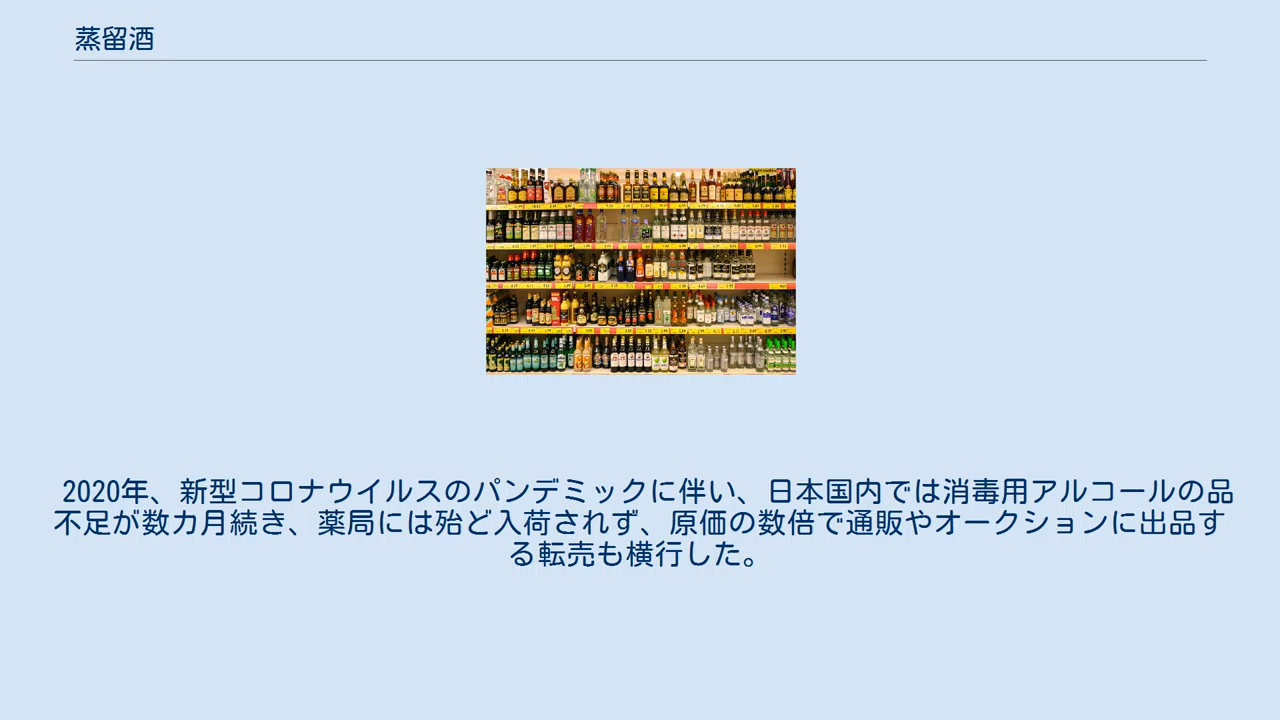 蒸留酒
2020年、新型コロナウイルスのパンデミックに伴い、日本国内では消毒用アルコールの品
不足が数カ月続き、薬局には殆ど入荷されず、原価の数倍で通販やオークションに出品す
る転売も横行した。